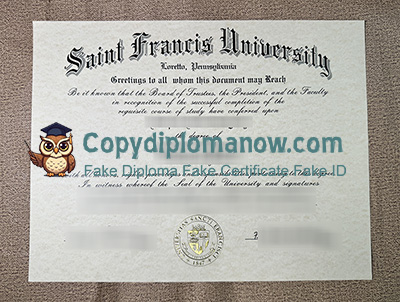 Saint Francis University
Loretto, Pennsylvania
Greetings to all whom this document may Reach
Be it known that the Board of Trustees, the President, and the Faculty
in recognition of the successful completion of the
requisite course of study have conferred upon
degree of
Copydiplomanow.com
Fake Diploma Fake Certificate Fake ID
In witness whereof the Seal of the University and signatures
1847